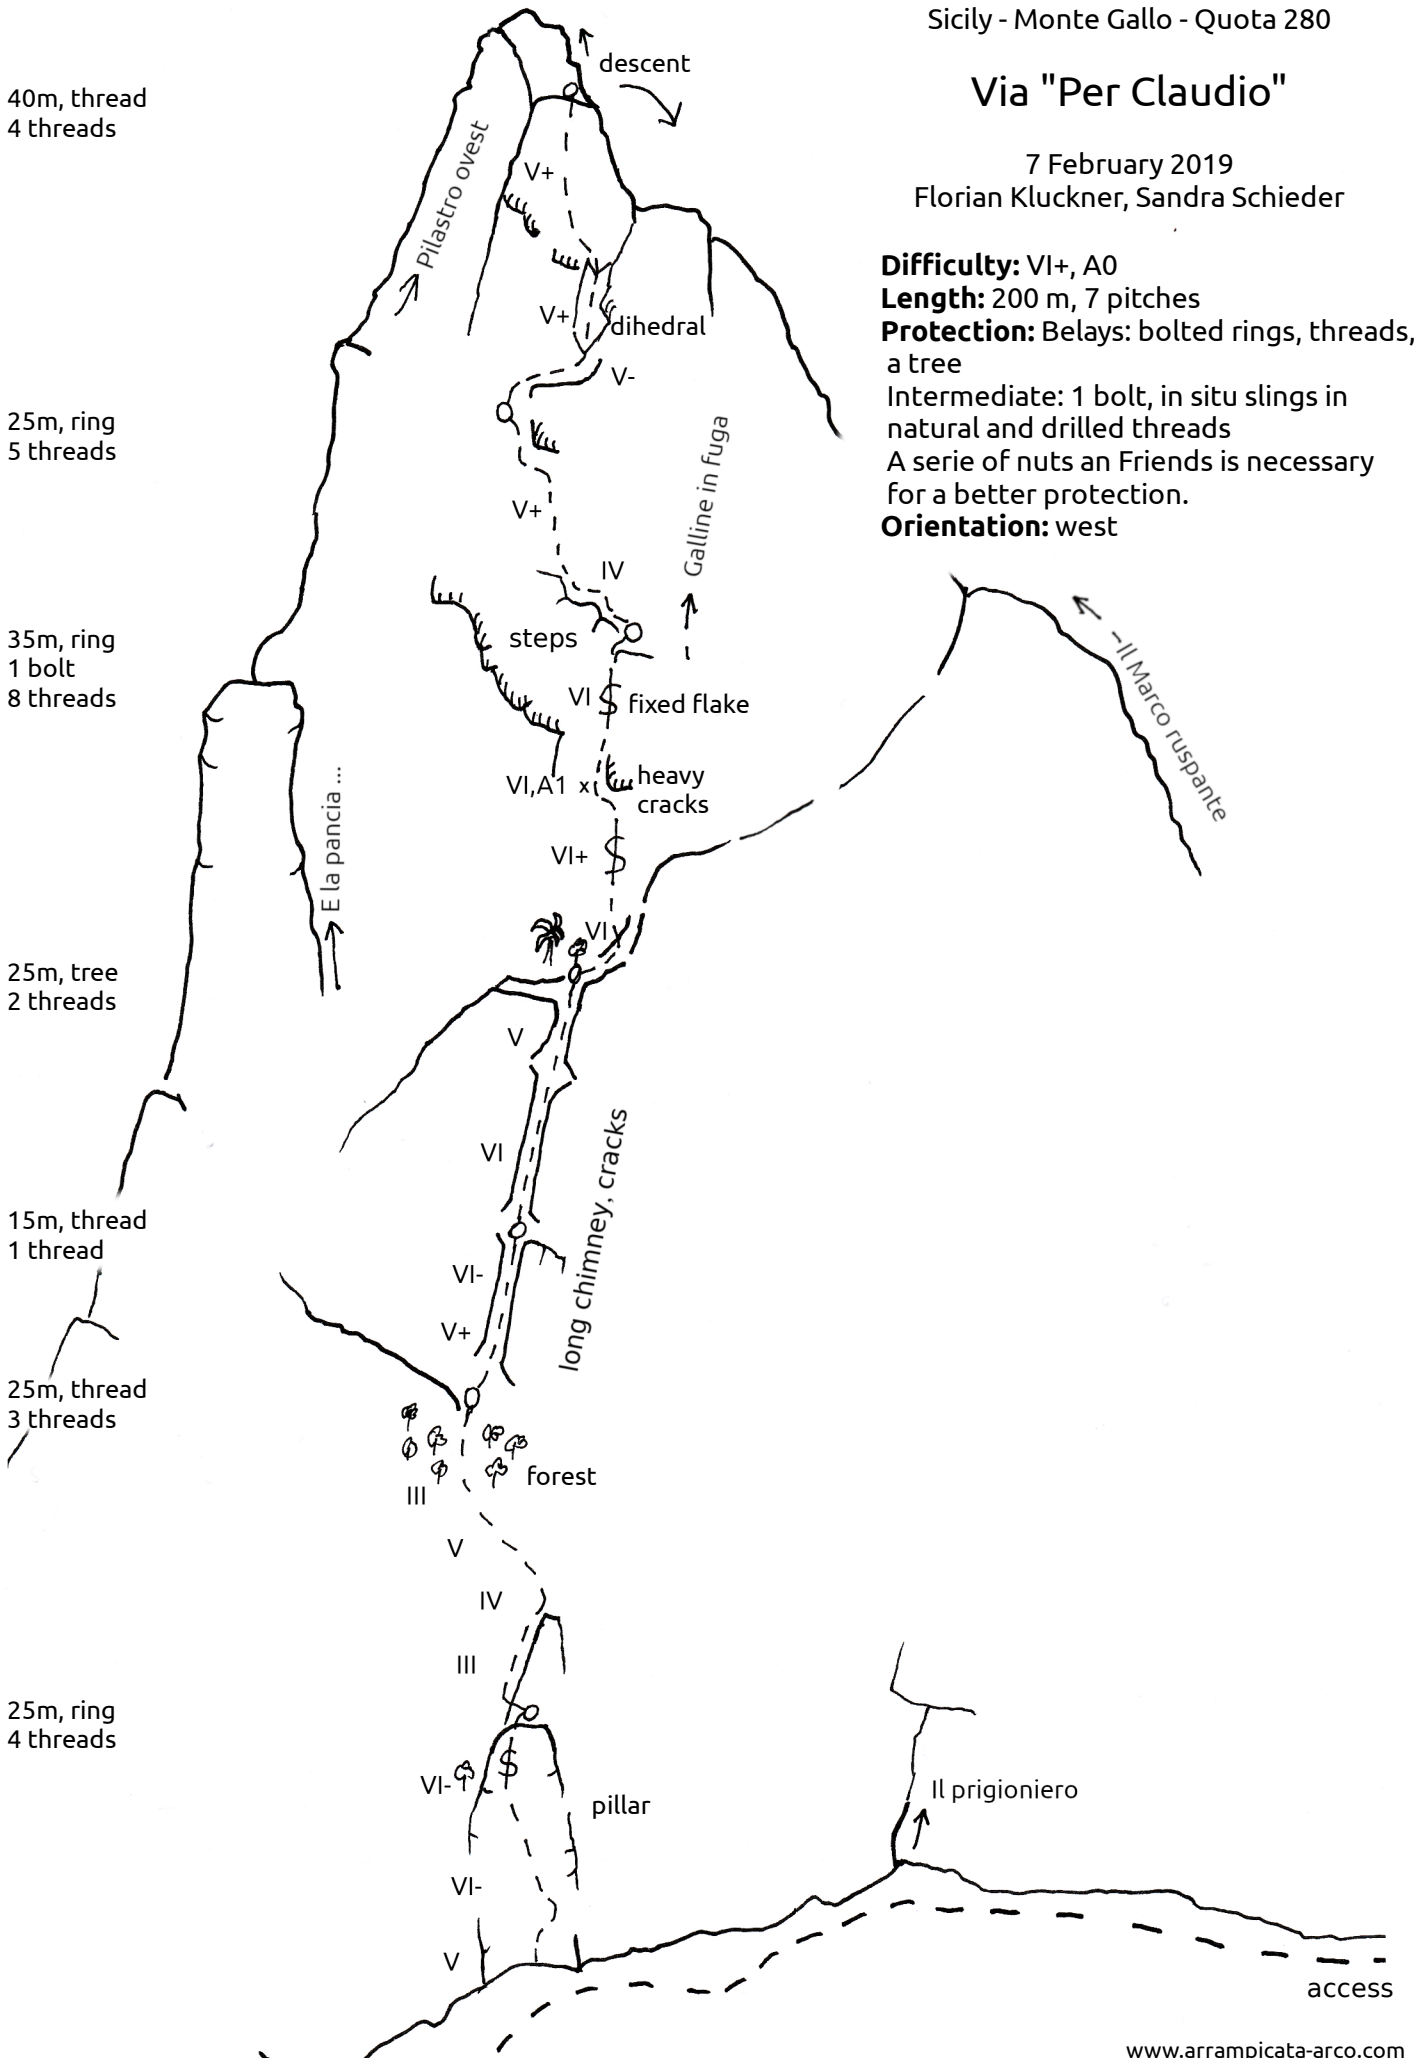 Sicily - Monte Gallo - Quota 280
Via "Per Claudio"
7 February 2019
Florian Kluckner, Sandra Schieder
Difficulty: VI+, A0
Length: 200 m, 7 pitches
Protection: Belays: bolted rings, threads,
a tree
Intermediate: 1 bolt, in situ slings in
natural and drilled threads
A serie of nuts an Friends is necessary
for a better protection.
Orientation: west
descent
40m, thread
4 threads
Pilastro ovest
V+
V+
dihedral
V-
25m, ring
5 threads
V+
Galline in fuga
IV
steps
35m, ring
1 bolt
8 threads
VI
fixed flake
Il Marco ruspante
VI,A1 x
heavy
cracks
E la pancia ...
VI+
VI
25m, tree
2 threads
V
VI
long chimney, cracks
15m, thread
1 thread
VI-
V+
25m, thread
3 threads
forest
III
V
IV
III
25m, ring
4 threads
VI-
pillar
Il prigioniero
VI-
V
access
www.arrampicata-arco.com